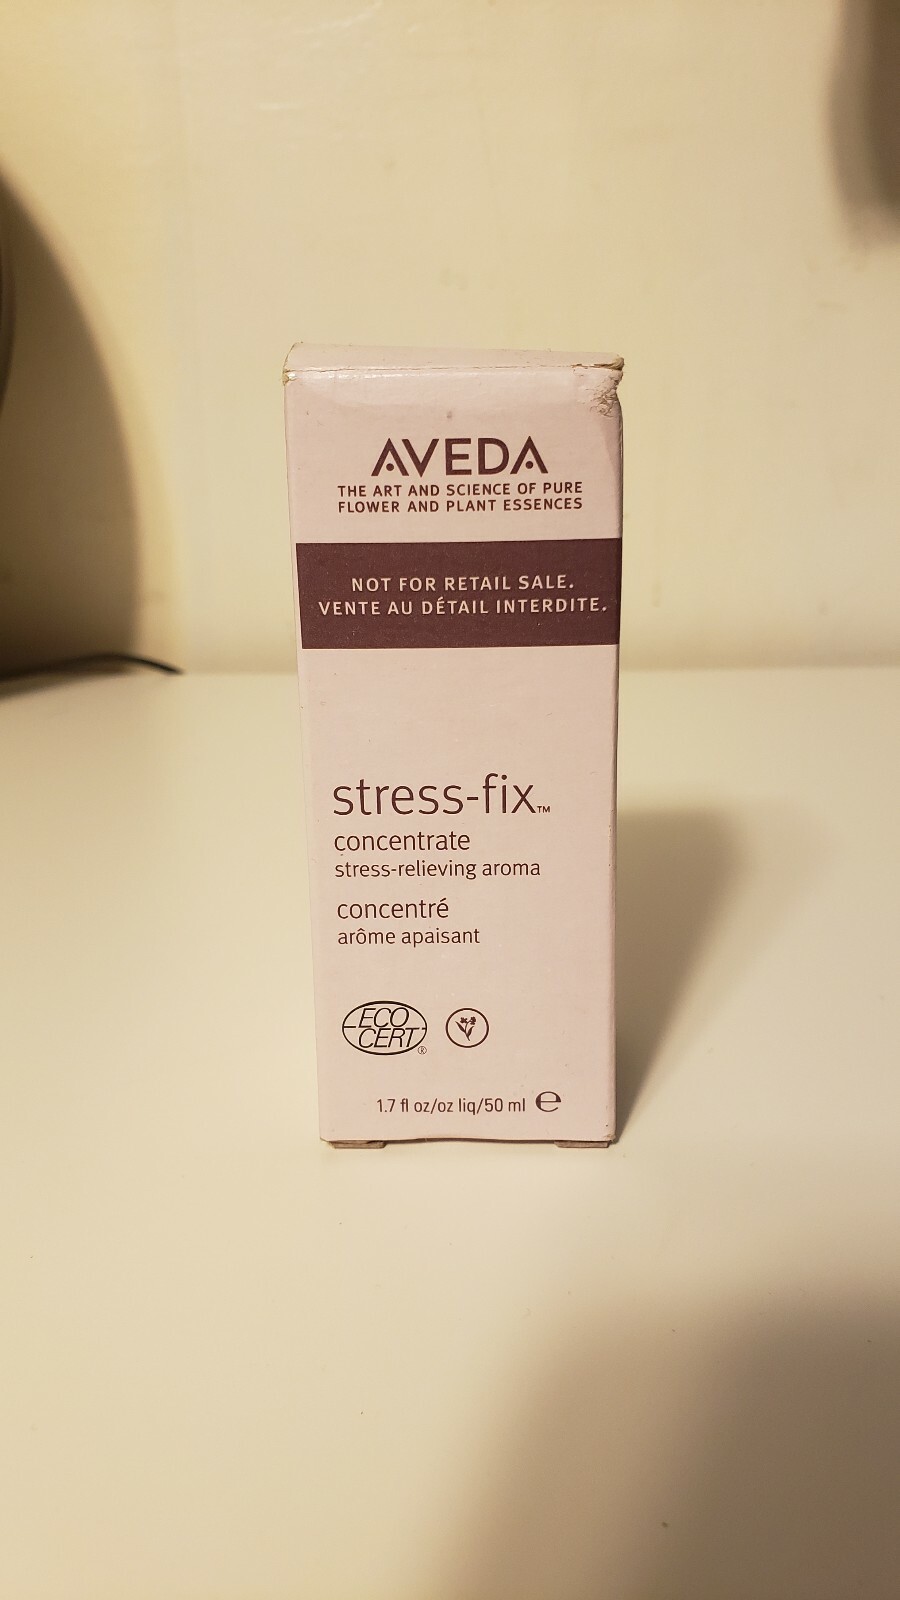 AVEDA
THE ART AND SCIENCE OF PURE
FLOWER AND PLANT ESSENCES
NOT FOR RETAIL SALE.
VENTE AU DÉTAIL INTERDITE.
stress-fix™
concentrate
stress-relieving aroma
concentré
arôme apaisant
ECO
CERT®
1.7 fl oz/oz liq/50 ml ℮